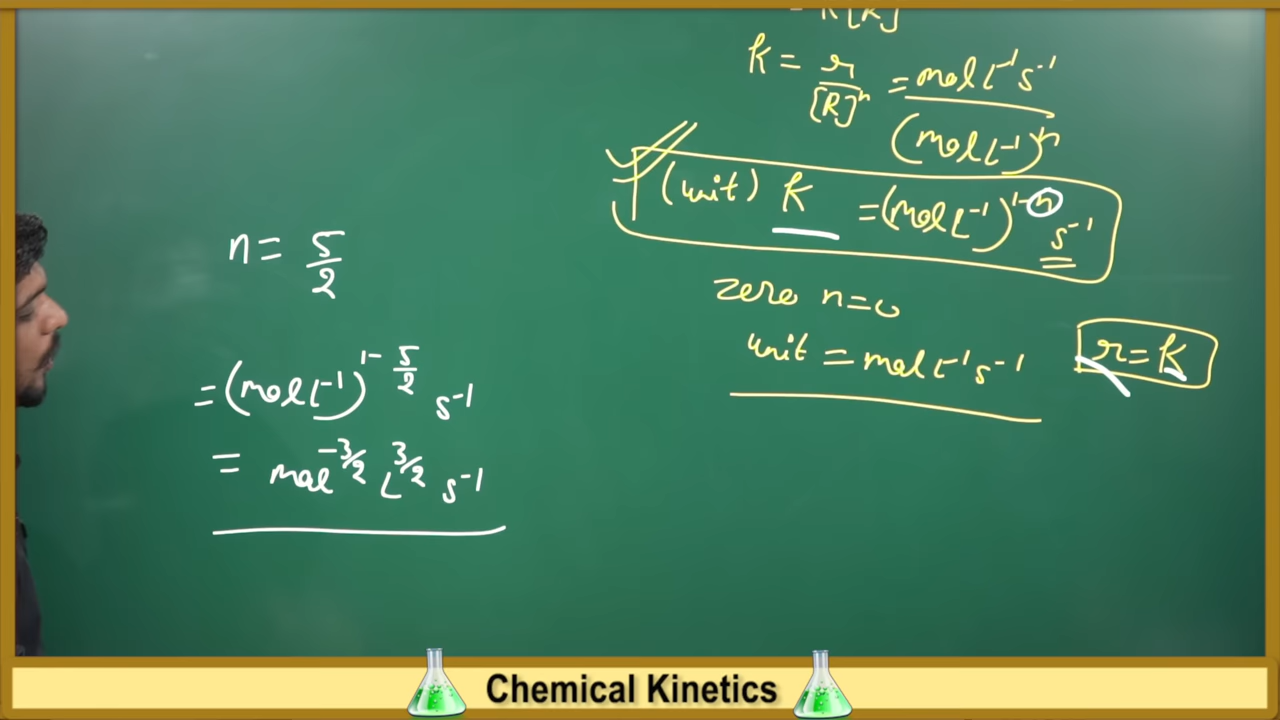 = k[R]
k = r/[R]ⁿ = mol L⁻¹ s⁻¹/(mol L⁻¹)ⁿ
(unit) k = (mol L⁻¹)¹⁻ⁿ s⁻¹
zero n=0
unit = mol L⁻¹ s⁻¹
r = k
n = 5/2
= (mol L⁻¹)^(1-5/2) s⁻¹
= mol^(-3/2) L^(3/2) s⁻¹
Chemical Kinetics